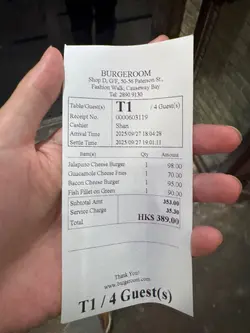 BURGEROOM
Shop D, G/F, 50-56 Paterson St.,
Fashion Walk, Causeway Bay
Tel: 2890 9130
Table/Guest(s) T1 / 4 Guest(s)
Receipt No. 0000603119
Cashier Shan
Arrival Time 2025/09/27 18:04:28
Settle Time 2025/09/27 19:01:11
Item(s) Qty Amount
Jalapeno Cheese Burger 1 98.00
Guacamole Cheese Fries 1 70.00
Bacon Cheese Burger 1 95.00
Fish Fillet on Green 1 90.00
Subtotal Amt 353.00
Service Charge 35.30
Total HK$ 389.00
Thank You!
www.burgeroom.com
T1 / 4 Guest(s)